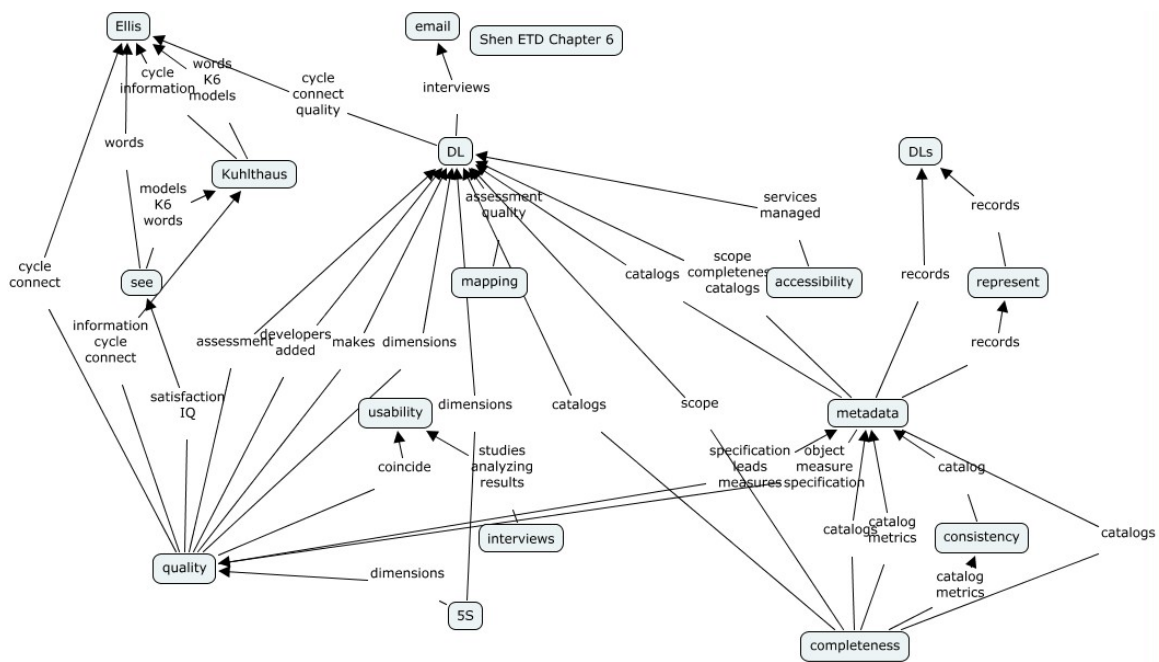 Ellis
email
Shen ETD Chapter 6
cycle
information
words
K6
models
cycle
connect
quality
interviews
words
DL
DLs
Kuhlthaus
models
K6
words
assessment
quality
services
managed
records
cycle
connect
see
mapping
catalogs
scope
completeness
catalogs
accessibility
records
represent
information
cycle
connect
assessment
developers
added
makes
dimensions
records
satisfaction
IQ
usability
dimensions
catalogs
scope
metadata
coincide
studies
analyzing
results
specification
leads
measures
object
measure
specification
catalog
catalogs
catalog
metrics
consistency
catalogs
interviews
quality
dimensions
catalog
metrics
5S
completeness